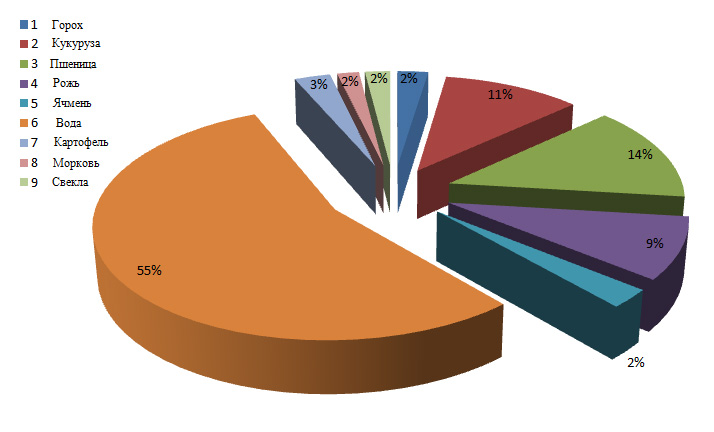 1 Горох
2 Кукуруза
3 Пшеница
4 Рожь
5 Ячмень
6 Вода
7 Картофель
8 Морковь
9 Свекла
3%
2%
2%
2%
11%
14%
9%
55%
2%